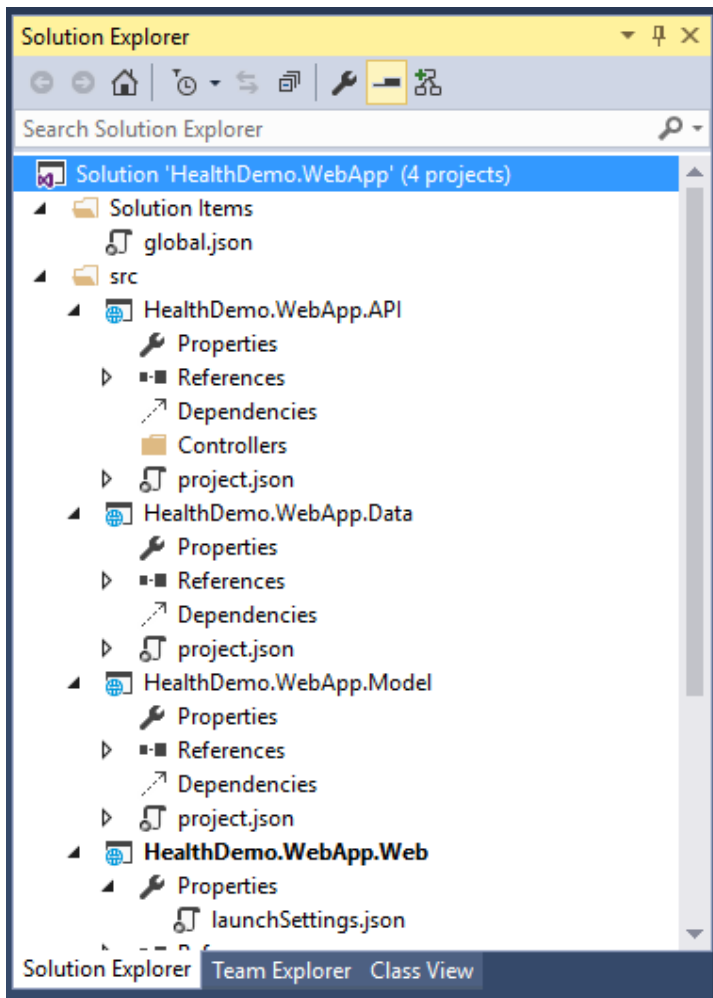 Solution Explorer
Search Solution Explorer
Solution 'HealthDemo.WebApp' (4 projects)
Solution Items
global.json
src
HealthDemo.WebApp.API
Properties
References
Dependencies
Controllers
project.json
HealthDemo.WebApp.Data
Properties
References
Dependencies
project.json
HealthDemo.WebApp.Model
Properties
References
Dependencies
project.json
HealthDemo.WebApp.Web
Properties
launchSettings.json
Solution Explorer Team Explorer Class View